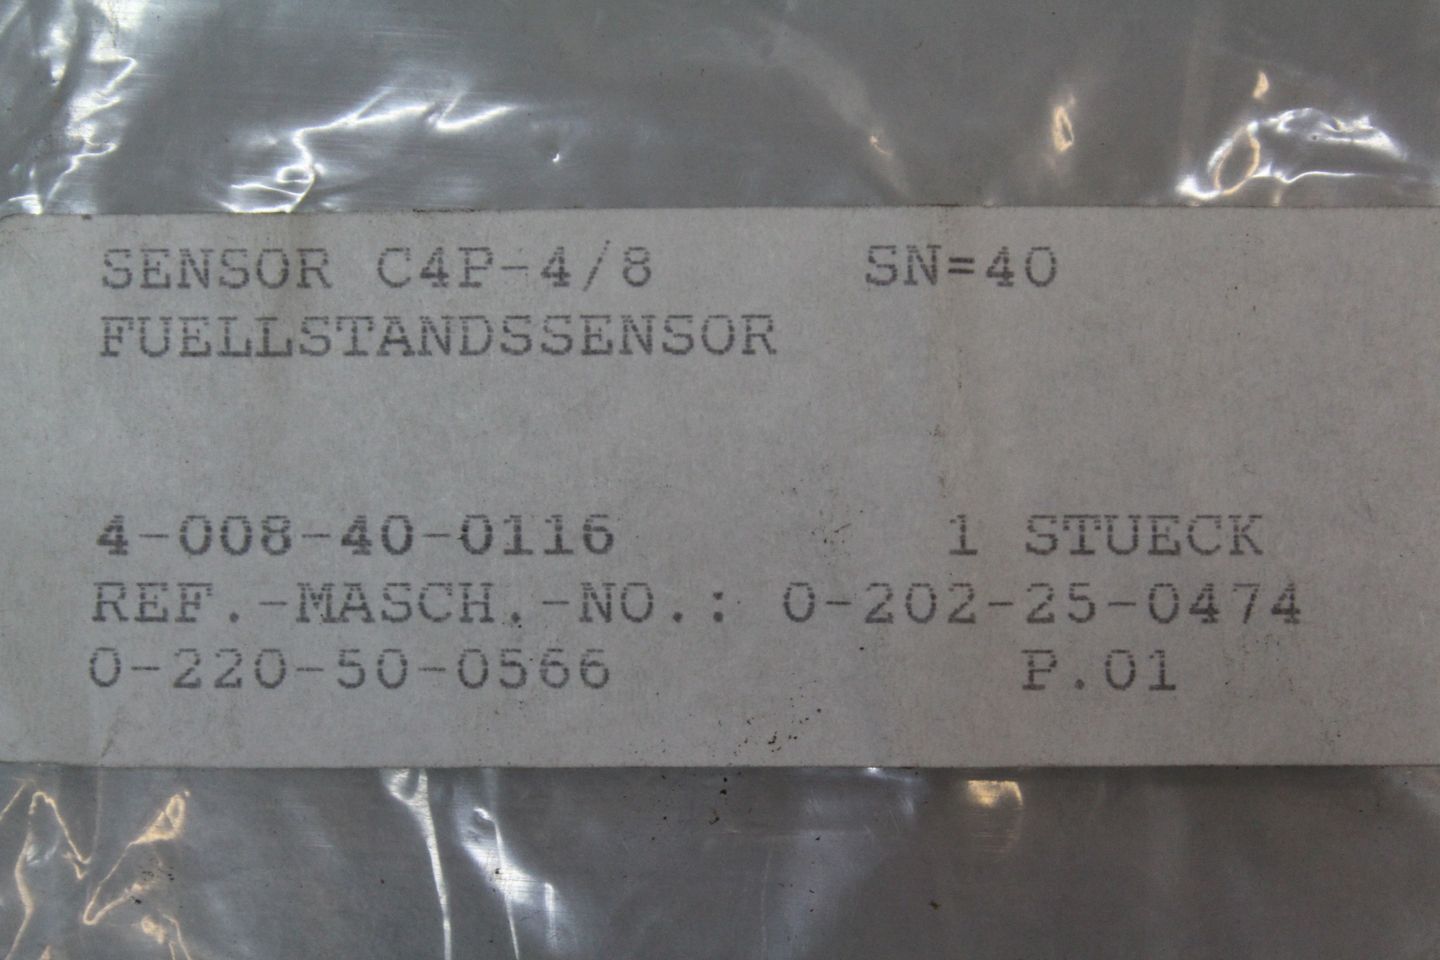 SENSOR C4P-4/8 SN=40
FUELLSTANDSSENSOR
4-008-40-0116 1 STUECK
REF.-MASCH.-NO.: 0-202-25-0474
0-220-50-0566 P.01